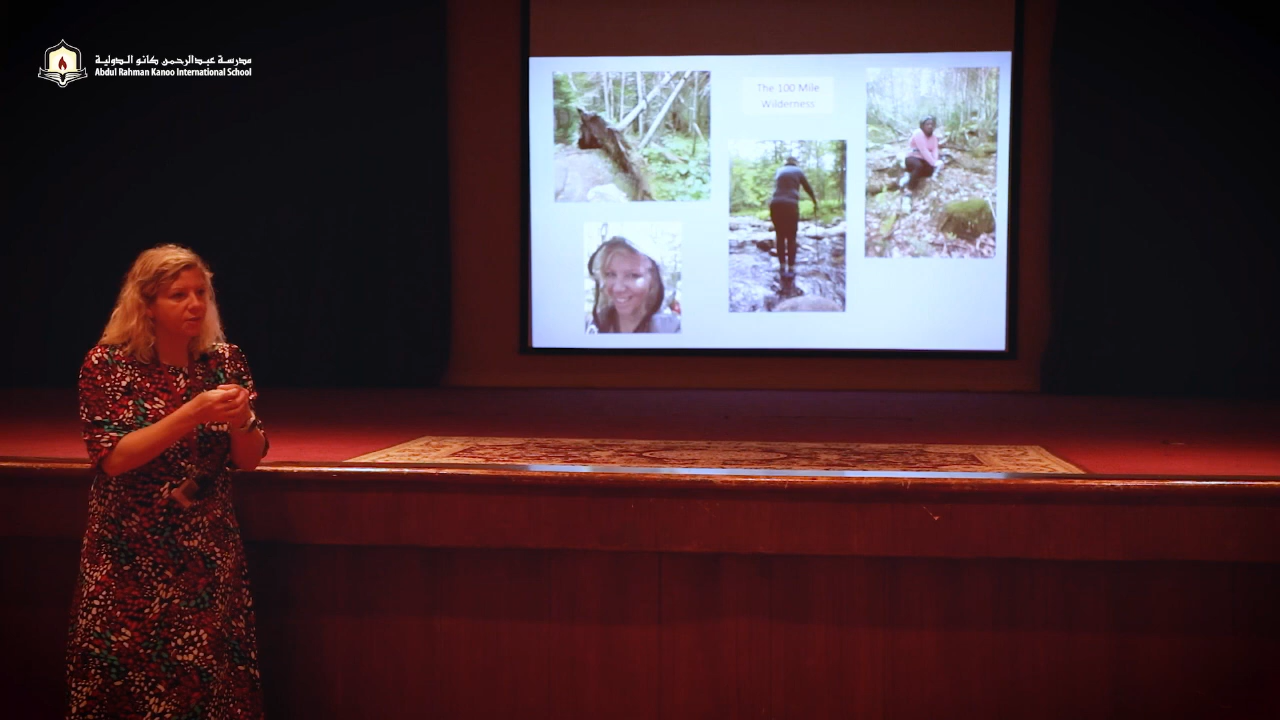 مدرسة عبدالرحمن كانو الدولية
Abdul Rahman Kanoo International School
The 100 Mile
Wilderness